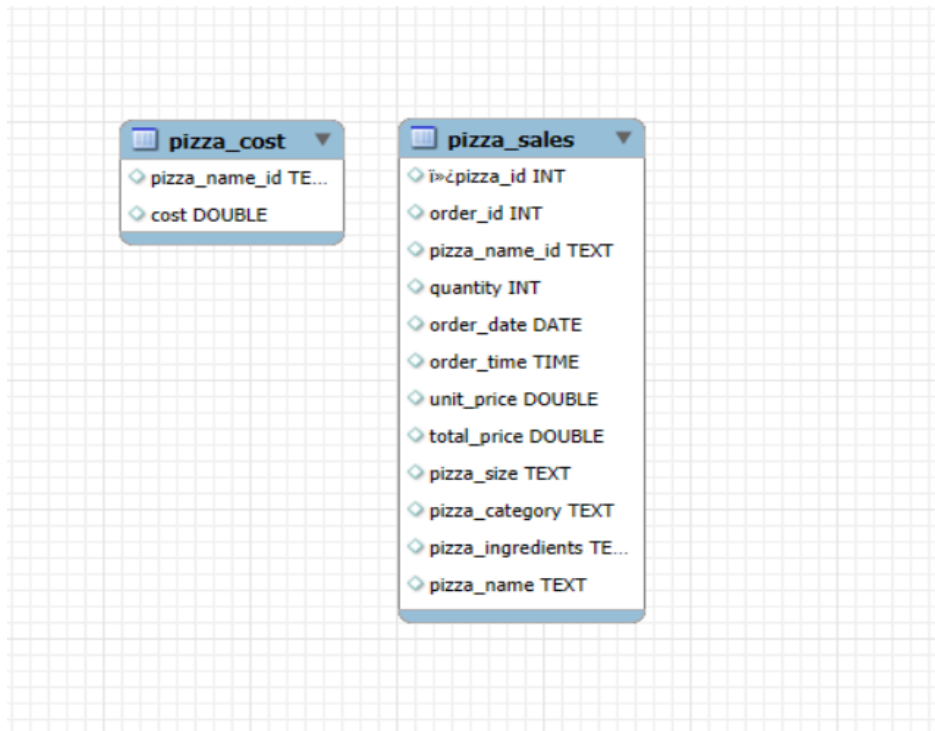 pizza_cost
pizza_name_id TE...
cost DOUBLE
pizza_sales
ï»¿pizza_id INT
order_id INT
pizza_name_id TEXT
quantity INT
order_date DATE
order_time TIME
unit_price DOUBLE
total_price DOUBLE
pizza_size TEXT
pizza_category TEXT
pizza_ingredients TE...
pizza_name TEXT